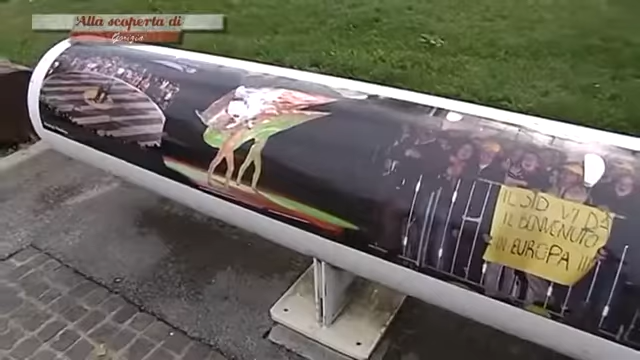 Alla scoperta di
Gorizia
IL SID VI Dà
IL BENVENUTO
IN EUROPA !!!